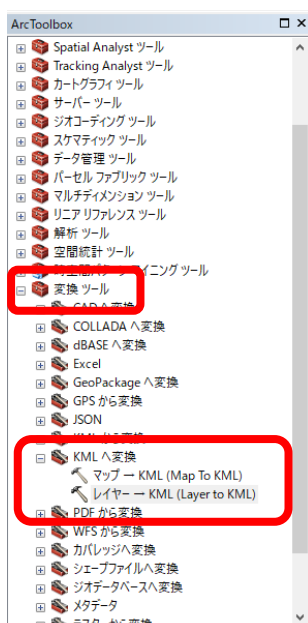 ArcToolbox
Spatial Analyst ツール
Tracking Analyst ツール
カートグラフィ ツール
サーバー ツール
ジオコーディング ツール
スケマティック ツール
データ管理 ツール
パーセル ファブリック ツール
マルチディメンション ツール
リニア リファレンス ツール
解析 ツール
空間統計 ツール
イニング ツール
変換 ツール
COLLADA へ変換
dBASE へ変換
Excel
GeoPackage へ変換
GPS から変換
JSON
KML へ変換
マップ → KML (Map To KML)
レイヤー → KML (Layer to KML)
PDF から変換
WFS から変換
カバレッジへ変換
シェープファイルへ変換
ジオデータベースへ変換
メタデータ